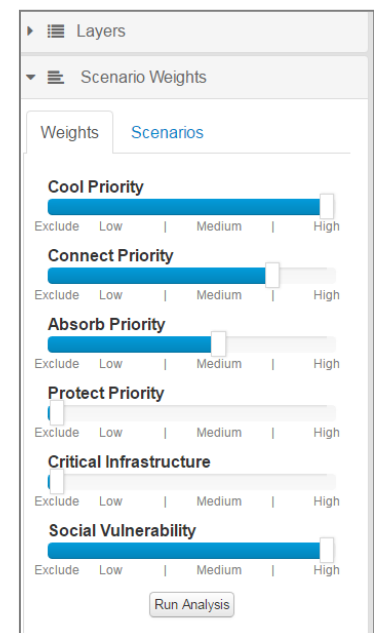 Layers
Scenario Weights
Weights Scenarios
Cool Priority
Exclude Low | Medium | High
Connect Priority
Exclude Low | Medium | High
Absorb Priority
Exclude Low | Medium | High
Protect Priority
Exclude Low | Medium | High
Critical Infrastructure
Exclude Low | Medium | High
Social Vulnerability
Exclude Low | Medium | High
Run Analysis